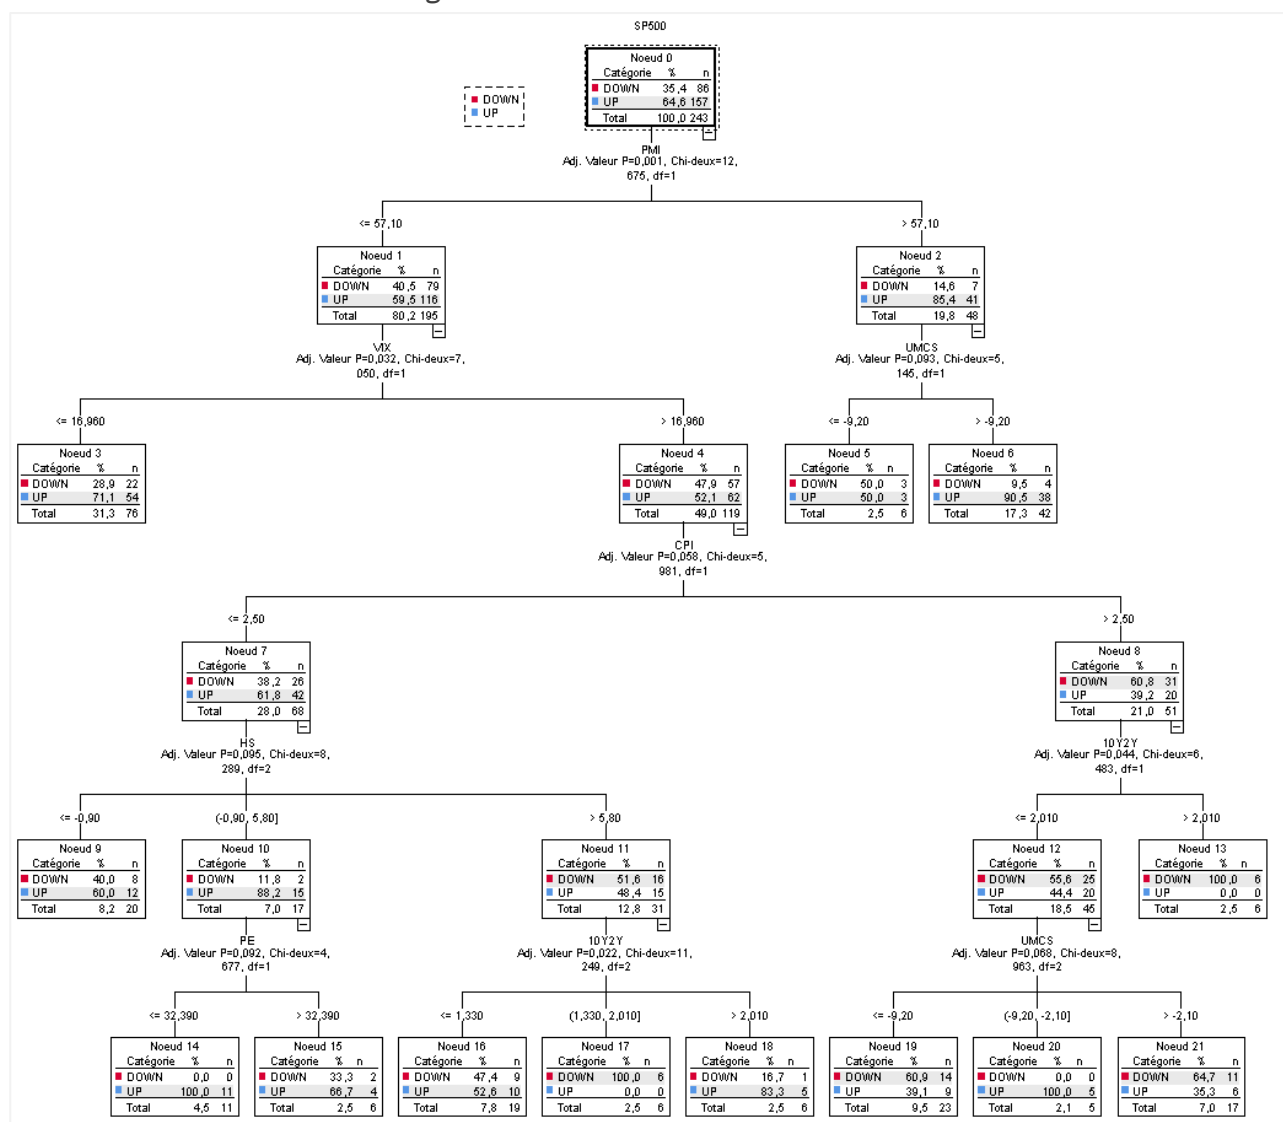 SP500
DOWN
UP
Noeud 0
Catégorie % n
DOWN 35,4 86
UP 64,6 157
Total 100,0 243
PMI
Adj. Valeur P=0,001, Chi-deux=12,
675, df=1
<= 57,10
> 57,10
Noeud 1
Catégorie % n
DOWN 40,5 79
UP 59,5 116
Total 80,2 195
Noeud 2
Catégorie % n
DOWN 14,6 7
UP 85,4 41
Total 19,8 48
VIX
Adj. Valeur P=0,032, Chi-deux=7,
050, df=1
UMCS
Adj. Valeur P=0,093, Chi-deux=5,
145, df=1
<= 16,960
> 16,960
<= -9,20
> -9,20
Noeud 3
Catégorie % n
DOWN 28,9 22
UP 71,1 54
Total 31,3 76
Noeud 4
Catégorie % n
DOWN 47,9 57
UP 52,1 62
Total 49,0 119
Noeud 5
Catégorie % n
DOWN 50,0 3
UP 50,0 3
Total 2,5 6
Noeud 6
Catégorie % n
DOWN 9,5 4
UP 90,5 38
Total 17,3 42
CPI
Adj. Valeur P=0,058, Chi-deux=5,
981, df=1
<= 2,50
> 2,50
Noeud 7
Catégorie % n
DOWN 38,2 26
UP 61,8 42
Total 28,0 68
Noeud 8
Catégorie % n
DOWN 60,8 31
UP 39,2 20
Total 21,0 51
HS
Adj. Valeur P=0,095, Chi-deux=8,
289, df=2
10Y2Y
Adj. Valeur P=0,044, Chi-deux=6,
483, df=1
<= -0,90
(-0,90, 5,80]
> 5,80
<= 2,010
> 2,010
Noeud 9
Catégorie % n
DOWN 40,0 8
UP 60,0 12
Total 8,2 20
Noeud 10
Catégorie % n
DOWN 11,8 2
UP 88,2 15
Total 7,0 17
Noeud 11
Catégorie % n
DOWN 51,6 16
UP 48,4 15
Total 12,8 31
Noeud 12
Catégorie % n
DOWN 55,6 25
UP 44,4 20
Total 18,5 45
Noeud 13
Catégorie % n
DOWN 100,0 6
UP 0,0 0
Total 2,5 6
PE
Adj. Valeur P=0,092, Chi-deux=4,
677, df=1
10Y2Y
Adj. Valeur P=0,022, Chi-deux=11,
249, df=2
UMCS
Adj. Valeur P=0,068, Chi-deux=8,
963, df=2
<= 32,390
> 32,390
<= 1,330
(1,330, 2,010]
> 2,010
<= -9,20
(-9,20, -2,10]
> -2,10
Noeud 14
Catégorie % n
DOWN 0,0 0
UP 100,0 11
Total 4,5 11
Noeud 15
Catégorie % n
DOWN 33,3 2
UP 66,7 4
Total 2,5 6
Noeud 16
Catégorie % n
DOWN 47,4 9
UP 52,6 10
Total 7,8 19
Noeud 17
Catégorie % n
DOWN 100,0 6
UP 0,0 0
Total 2,5 6
Noeud 18
Catégorie % n
DOWN 16,7 1
UP 83,3 5
Total 2,5 6
Noeud 19
Catégorie % n
DOWN 60,9 14
UP 39,1 9
Total 9,5 23
Noeud 20
Catégorie % n
DOWN 0,0 0
UP 100,0 5
Total 2,1 5
Noeud 21
Catégorie % n
DOWN 64,7 11
UP 35,3 6
Total 7,0 17